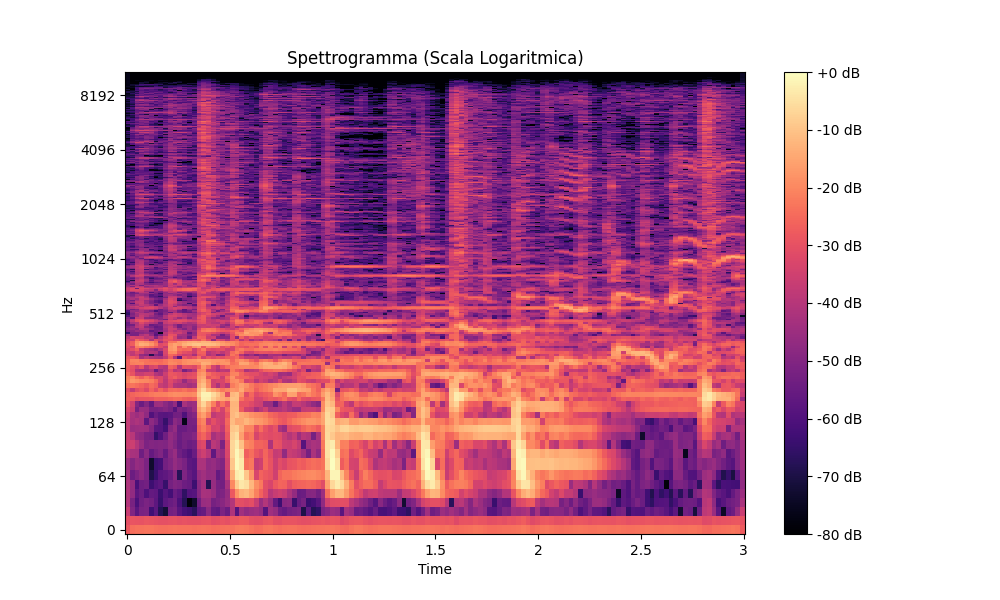 Spettrogramma (Scala Logaritmica)
Hz
8192
4096
2048
1024
512
256
128
64
0
0
0.5
1
1.5
2
2.5
3
Time
+0 dB
-10 dB
-20 dB
-30 dB
-40 dB
-50 dB
-60 dB
-70 dB
-80 dB